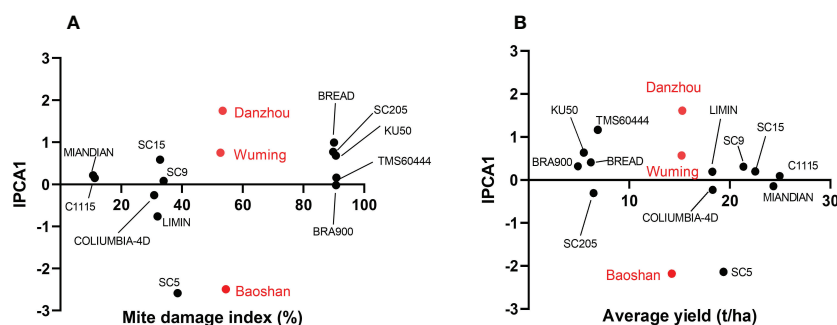 A
3
2
1
0
-1
-2
-3
IPCA1
20
40
60
80
100
Mite damage index (%)
MIANDIAN
C1115
SC15
SC9
COLIUMBIA-4D
LIMIN
SC5
Danzhou
Wuming
Baoshan
BREAD
SC205
KU50
TMS60444
BRA900
B
3
2
1
0
-1
-2
-3
IPCA1
10
20
30
Average yield (t/ha)
KU50
TMS60444
BRA900
BREAD
SC205
Danzhou
Wuming
Baoshan
LIMIN
SC9
SC15
C1115
MIANDIAN
COLUMBIA-4D
SC5